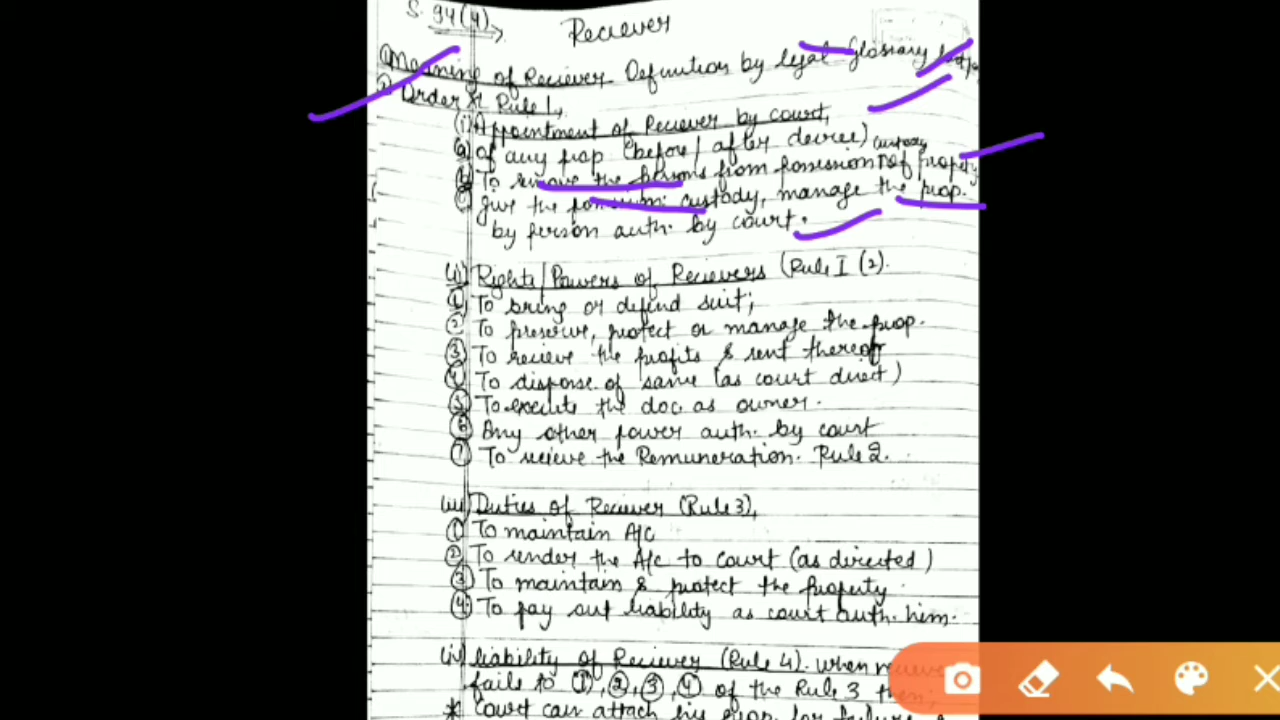 S. 94(4)
Reciever
① Meaning of Reciever Definition by legal Glossary
② Order Rule 1,
(i) Appointment of Reciever by court,
(a) Of any prop (before/after decree)
custody
(b) To remove the persons from possession or of property
(c) give the custody, manage the prop.
by person auth. by court.
(ii) Rights/Powers of Recievers (Rule I (2).
① To bring or defend suit;
② To preserve, protect or manage the prop.
③ To recieve the profits & rent thereof
④ To dispose of same (as court direct)
⑤ To execute the doc as owner.
⑥ Any other power auth. by court
⑦ To recieve the Remuneration. Rule 2.
(iii) Duties of Reciever (Rule 3),
① To maintain A/c
② To render the A/c to court (as directed)
③ To maintain & protect the property
④ To pay out liability as court auth. him.
(iv) liability of Reciever (Rule 4). When
fails to ①, ②, ③, ④ of the Rule 3 then;
* Court can attach his prop. for failure